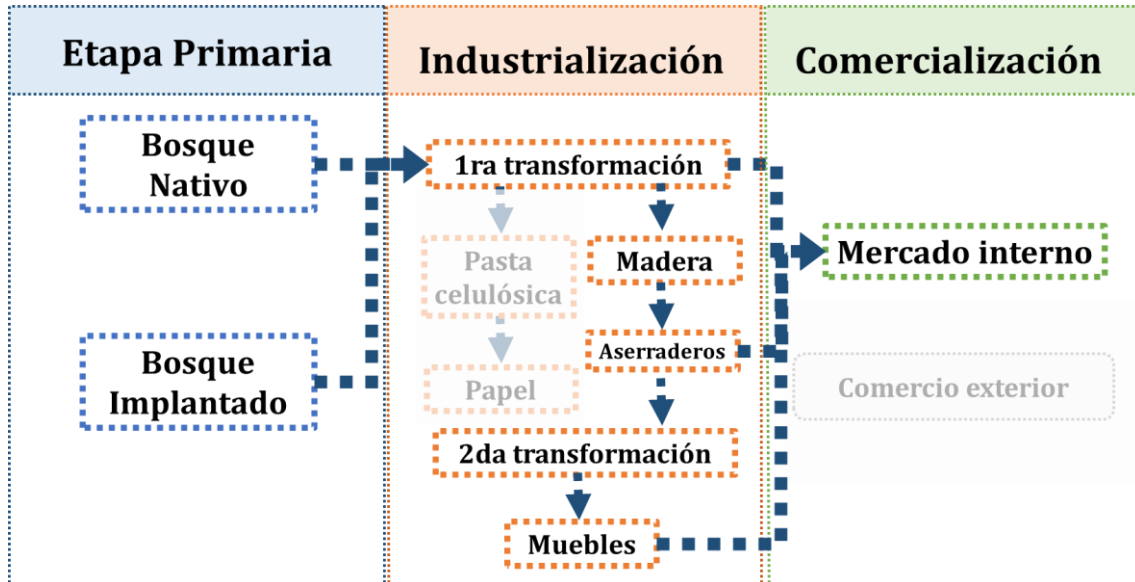 Etapa Primaria
Industrialización
Comercialización
Bosque
Nativo
1ra transformación
Pasta
celulósica
Madera
Mercado interno
Aserraderos
Bosque
Implantado
Papel
Comercio exterior
2da transformación
Muebles